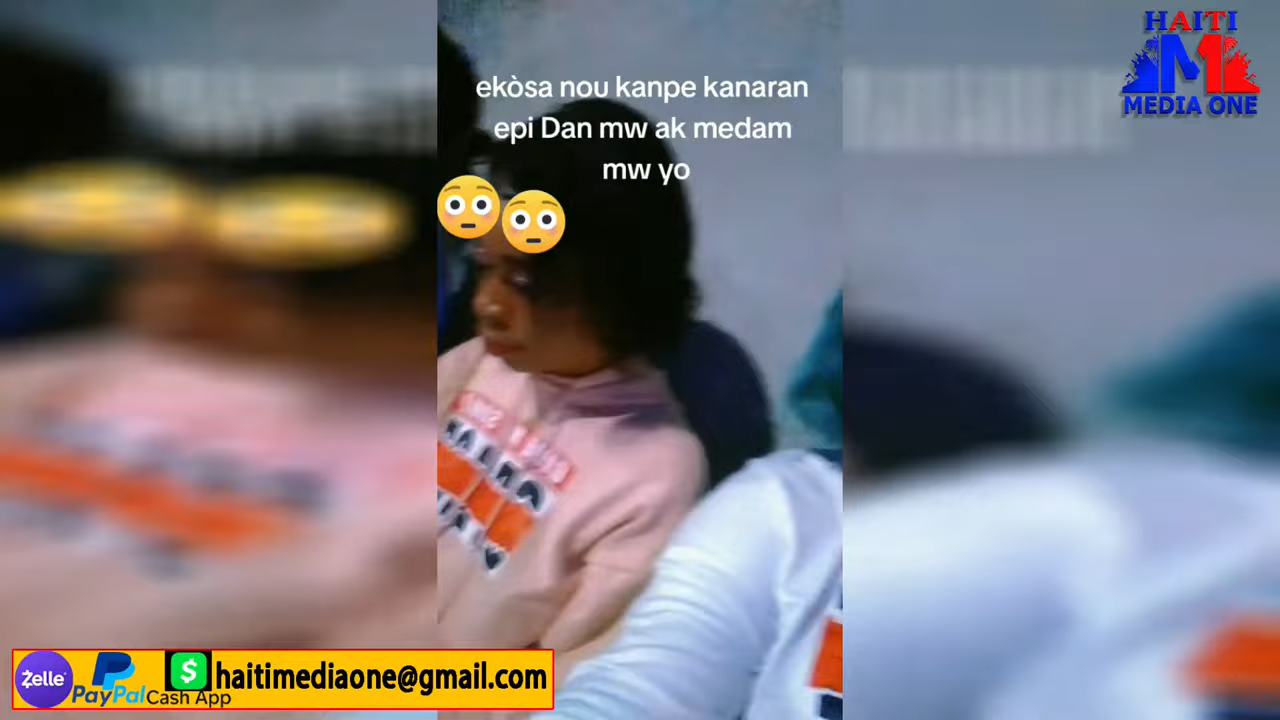 HAITI
M
MEDIA ONE
ekòsa nou kanpe kanaran
epi Dan mw ak medam
mw yo
Zelle
PayPal
Cash App
haitimediaone@gmail.com